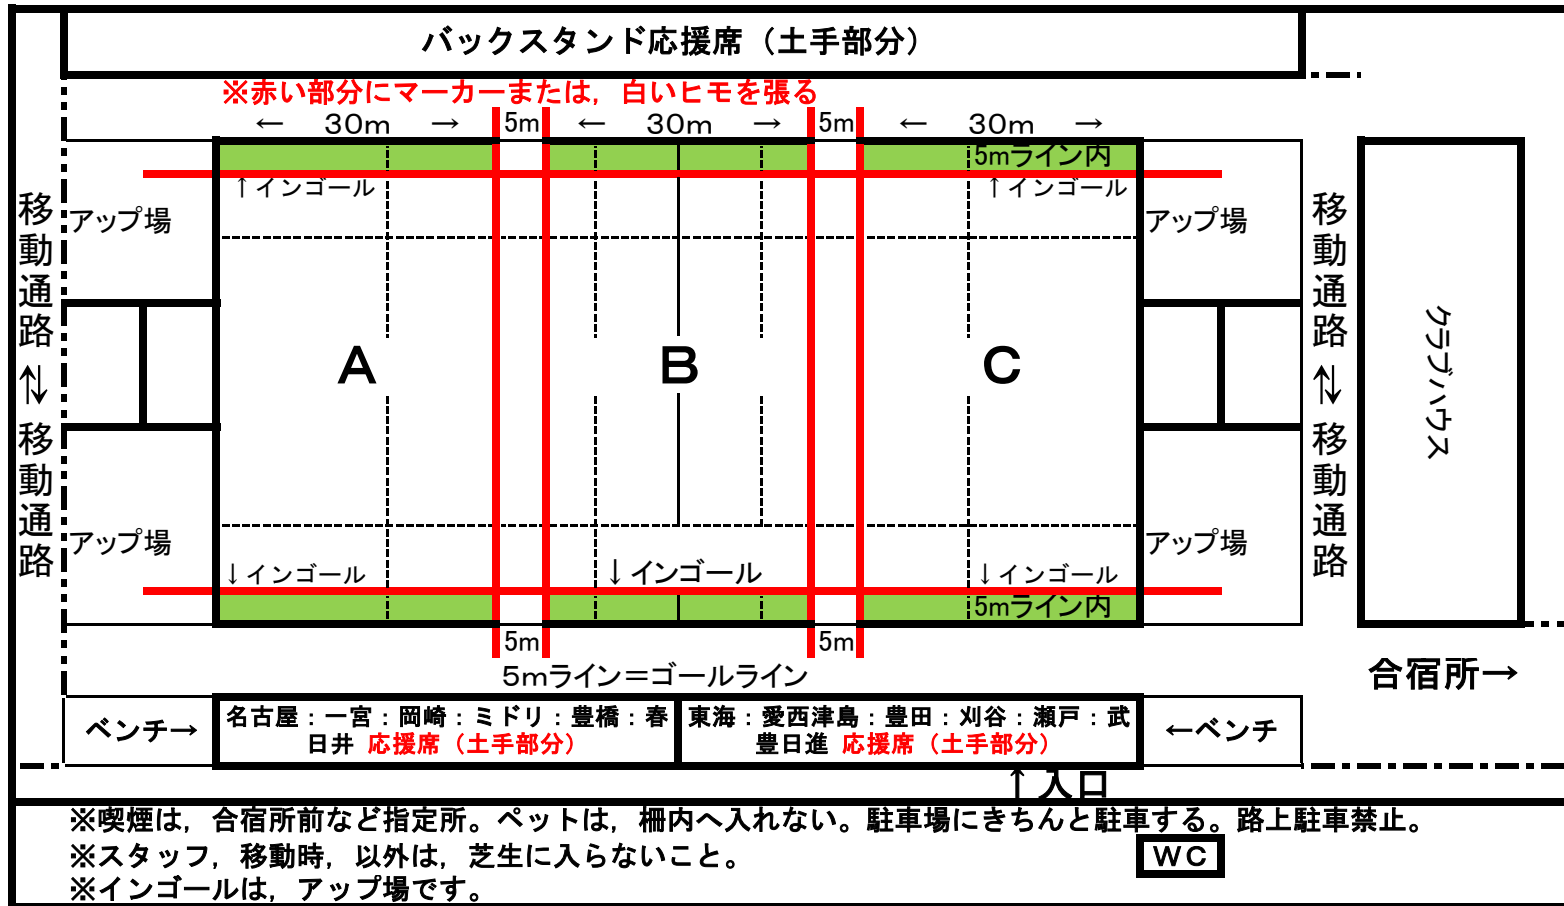 バックスタンド応援席（土手部分）
※赤い部分にマーカーまたは，白いヒモを張る
← 30m → 5m ← 30m → 5m ← 30m →
5mライン内
↑インゴール ↑インゴール
アップ場 アップ場
移動通路⇅移動通路
A B C
移動通路⇅移動通路
クラブハウス
アップ場 アップ場
↓インゴール ↓インゴール ↓インゴール
5mライン内
5m 5m
5mライン＝ゴールライン
合宿所→
ベンチ→
名古屋：一宮：岡崎：ミドリ：豊橋：春
日井 応援席（土手部分）
東海：愛西津島：豊田：刈谷：瀬戸：武
豊日進 応援席（土手部分）
←ベンチ
↑入口
※喫煙は，合宿所前など指定所。ペットは，柵内へ入れない。駐車場にきちんと駐車する。路上駐車禁止。
※スタッフ，移動時，以外は，芝生に入らないこと。
WC
※インゴールは，アップ場です。